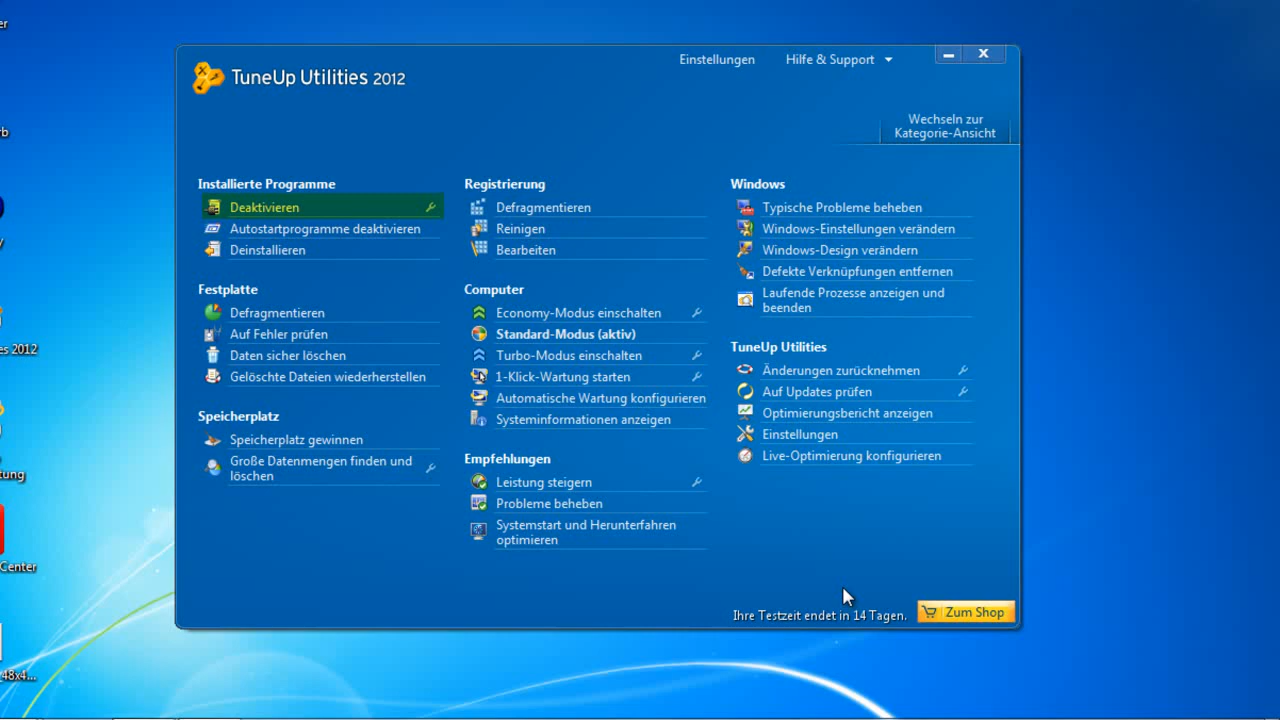 er
rb
y
es 2012
tung
Center
_48x4...
TuneUp Utilities 2012
Einstellungen
Hilfe & Support
Wechseln zur
Kategorie-Ansicht
Installierte Programme
Deaktivieren
Autostartprogramme deaktivieren
Deinstallieren
Festplatte
Defragmentieren
Auf Fehler prüfen
Daten sicher löschen
Gelöschte Dateien wiederherstellen
Speicherplatz
Speicherplatz gewinnen
Große Datenmengen finden und
löschen
Registrierung
Defragmentieren
Reinigen
Bearbeiten
Computer
Economy-Modus einschalten
Standard-Modus (aktiv)
Turbo-Modus einschalten
1-Klick-Wartung starten
Automatische Wartung konfigurieren
Systeminformationen anzeigen
Empfehlungen
Leistung steigern
Probleme beheben
Systemstart und Herunterfahren
optimieren
Windows
Typische Probleme beheben
Windows-Einstellungen verändern
Windows-Design verändern
Defekte Verknüpfungen entfernen
Laufende Prozesse anzeigen und
beenden
TuneUp Utilities
Änderungen zurücknehmen
Auf Updates prüfen
Optimierungsbericht anzeigen
Einstellungen
Live-Optimierung konfigurieren
Ihre Testzeit endet in 14 Tagen.
Zum Shop